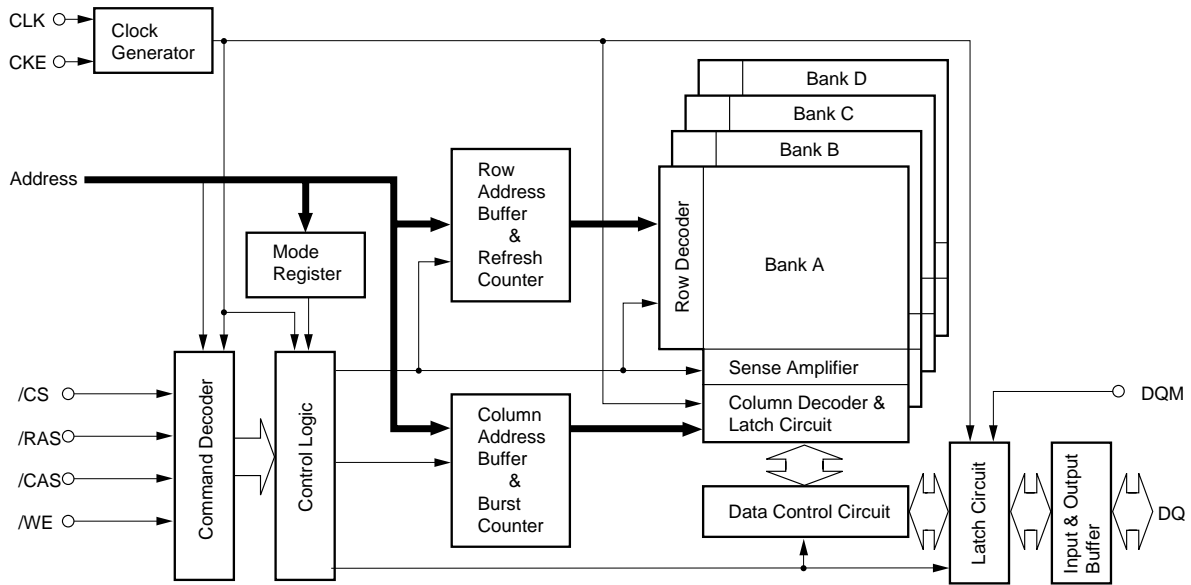 CLK
CKE
Clock
Generator
Bank D
Bank C
Bank B
Address
Row
Address
Buffer
&
Refresh
Counter
Row Decoder
Bank A
Mode
Register
Sense Amplifier
Column Decoder &
Latch Circuit
/CS
/RAS
/CAS
/WE
Command Decoder
Control Logic
Column
Address
Buffer
&
Burst
Counter
DQM
Data Control Circuit
Latch Circuit
Input & Output
Buffer
DQ